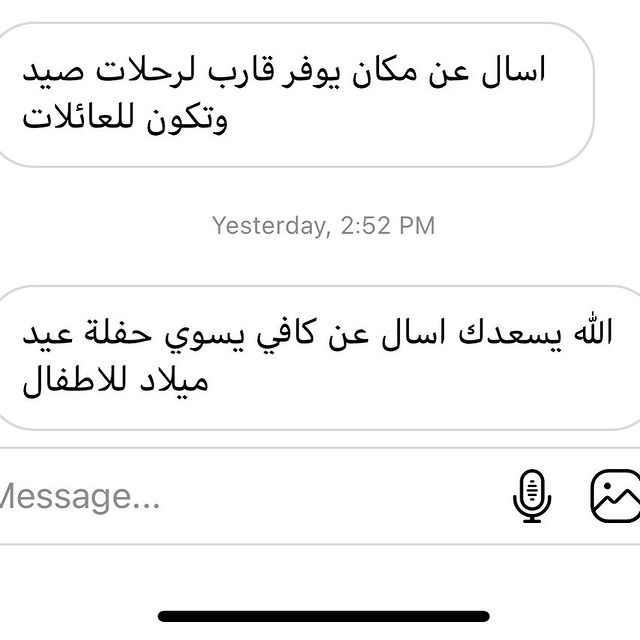 اسال عن مكان يوفر قارب لرحلات صيد
وتكون للعائلات
Yesterday, 2:52 PM
الله يسعدك اسال عن كافي يسوي حفلة عيد
ميلاد للاطفال
Message...